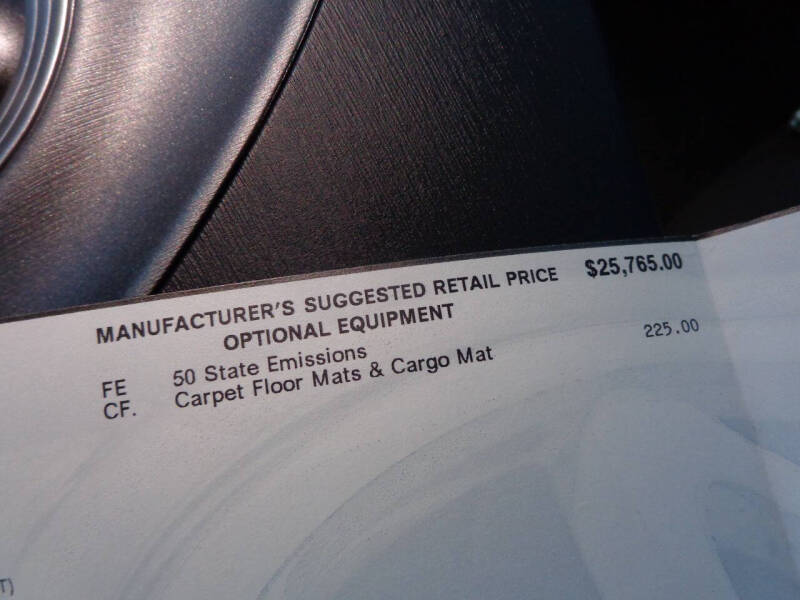 MANUFACTURER'S SUGGESTED RETAIL PRICE $25,765.00
OPTIONAL EQUIPMENT
FE 50 State Emissions
CF. Carpet Floor Mats & Cargo Mat 225.00
T)